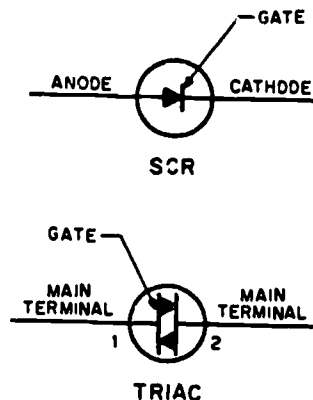 GATE
ANODE
CATHODE
SCR
GATE
MAIN
TERMINAL
1
MAIN
TERMINAL
2
TRIAC